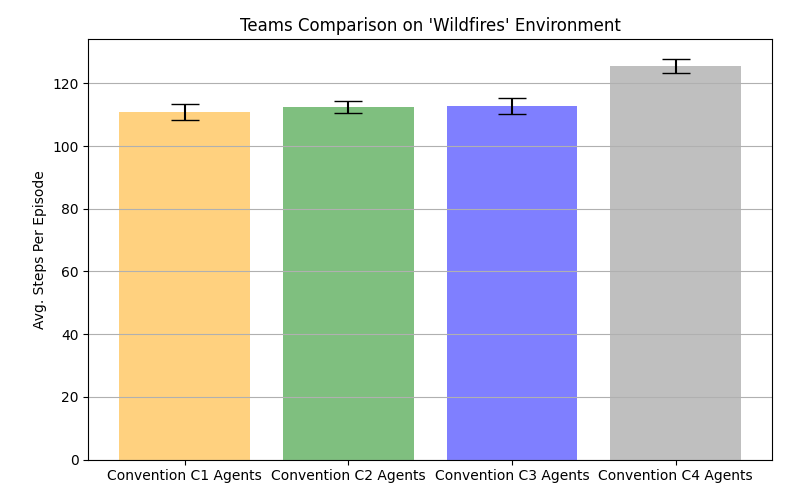 Teams Comparison on 'Wildfires' Environment
Avg. Steps Per Episode
120
100
80
60
40
20
0
Convention C1 Agents Convention C2 Agents Convention C3 Agents Convention C4 Agents